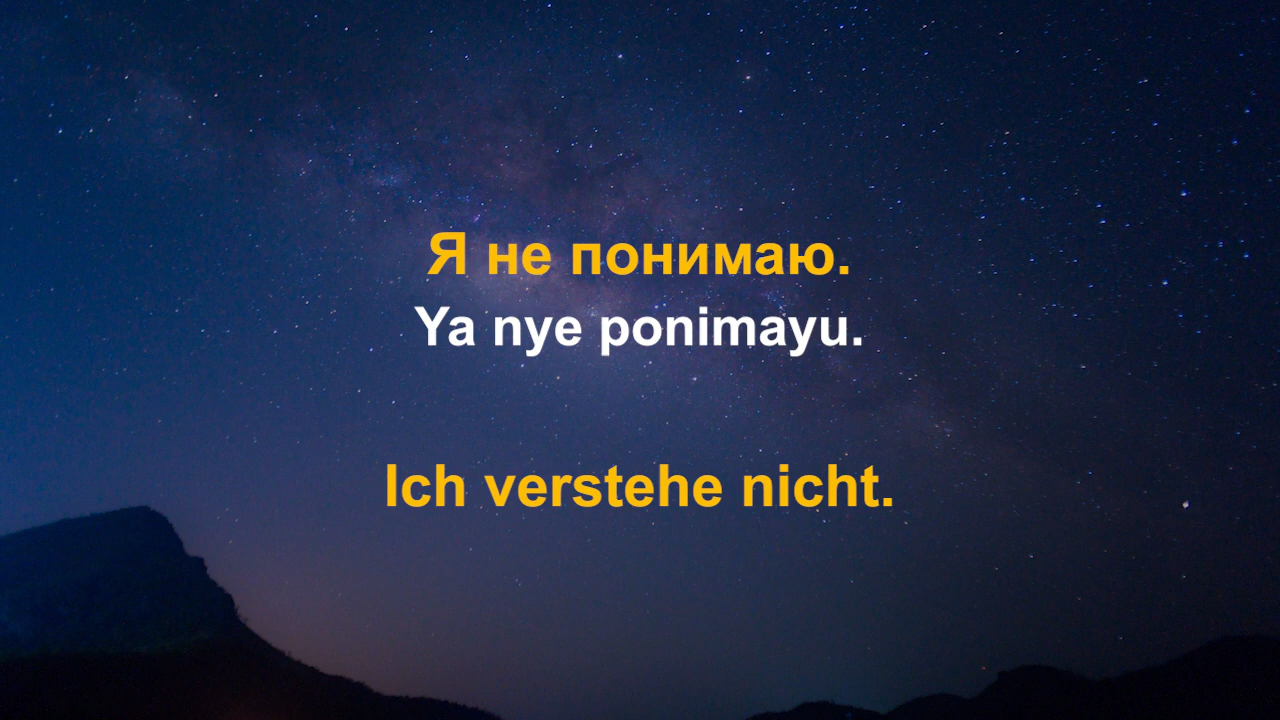 Я не понимаю.
Ya nye ponimayu.
Ich verstehe nicht.